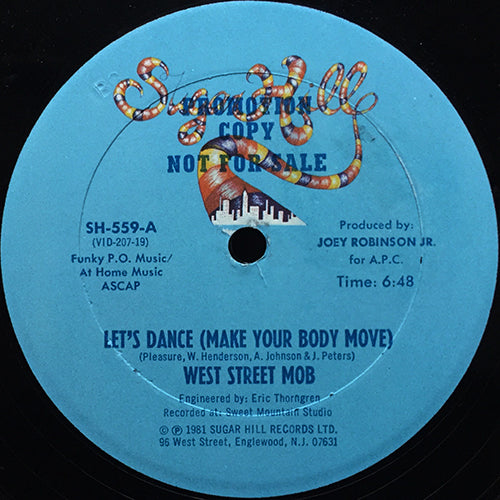 Sugar Hill
PROMOTION
COPY
NOT FOR SALE
SH-559-A
(VID-207-19)
Funky P.O. Music/
At Home Music
ASCAP
Produced by:
JOEY ROBINSON JR.
for A.P.C.
Time: 6:48
LET'S DANCE (MAKE YOUR BODY MOVE)
(Pleasure, W. Henderson, A. Johnson & J. Peters)
WEST STREET MOB
Engineered by: Eric Thorngren
Recorded at: Sweet Mountain Studio
© ℗ 1981 SUGAR HILL RECORDS LTD.
96 West Street, Englewood, N.J. 07631